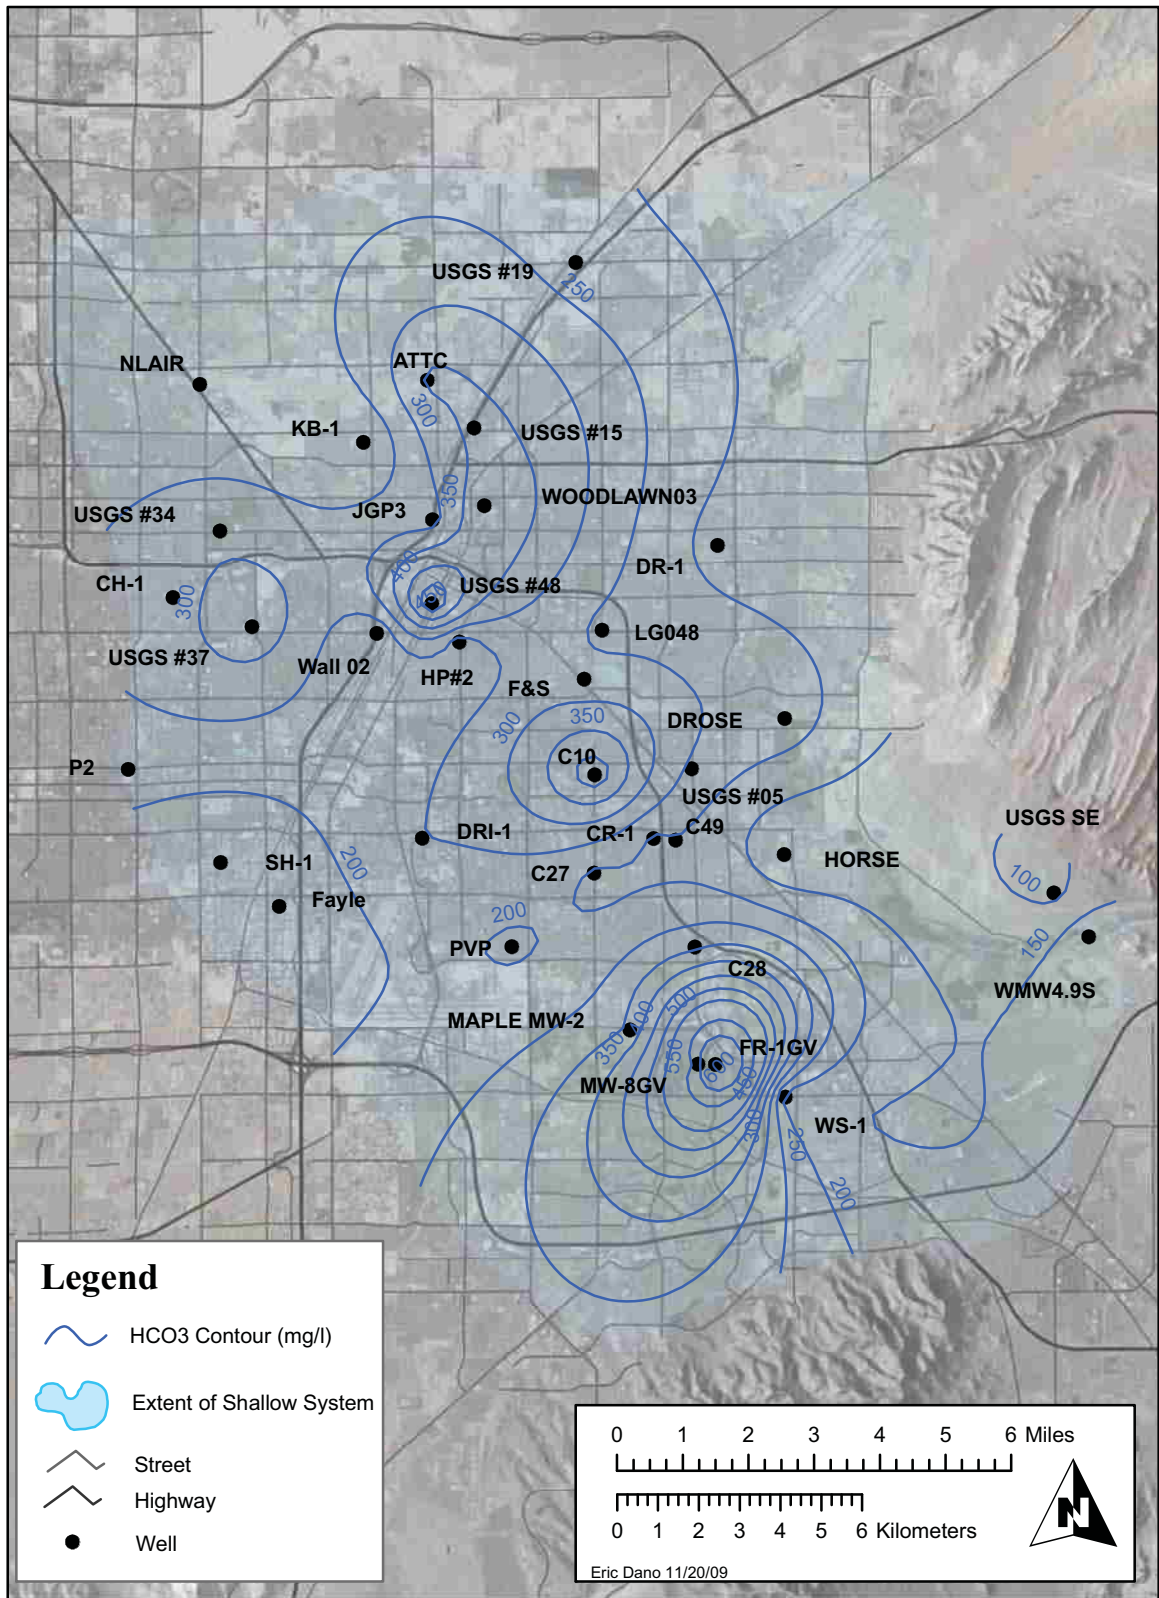 USGS #19
250
NLAIR
ATTC
300
KB-1
USGS #15
350
WOODLAWN03
USGS #34
JGP3
DR-1
400
CH-1
300
USGS #48
450
LG048
USGS #37
Wall 02
HP#2
F&S
300
350
DROSE
C10
P2
USGS #05
USGS SE
DRI-1
CR-1
C49
HORSE
SH-1
200
C27
100
Fayle
200
150
PVP
C28
WMW4.9S
500
MAPLE MW-2
400
350
550
FR-1GV
600
MW-8GV
450
300
WS-1
250
200
Legend
HCO3 Contour (mg/l)
Extent of Shallow System
Street
Highway
Well
0 1 2 3 4 5 6 Miles
0 1 2 3 4 5 6 Kilometers
N
Eric Dano 11/20/09